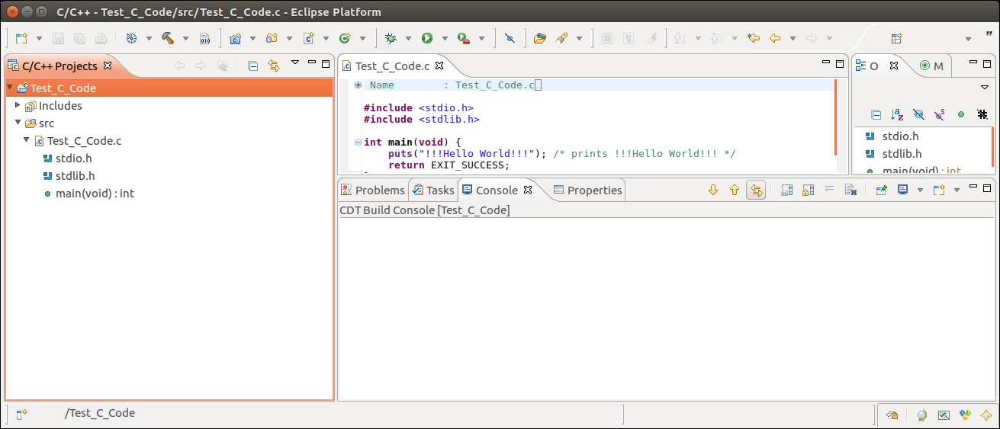 C/C++ - Test_C_Code/src/Test_C_Code.c - Eclipse Platform
010
"
C/C++ Projects
Test_C_Code
Includes
src
Test_C_Code.c
stdio.h
stdlib.h
main(void) : int
Test_C_Code.c
Name : Test_C_Code.c..
#include <stdio.h>
#include <stdlib.h>
int main(void) {
puts("!!!Hello World!!!"); /* prints !!!Hello World!!! */
return EXIT_SUCCESS;
O
M
stdio.h
stdlib.h
main(void) : int
Problems
Tasks
Console
Properties
CDT Build Console [Test_C_Code]
/Test_C_Code